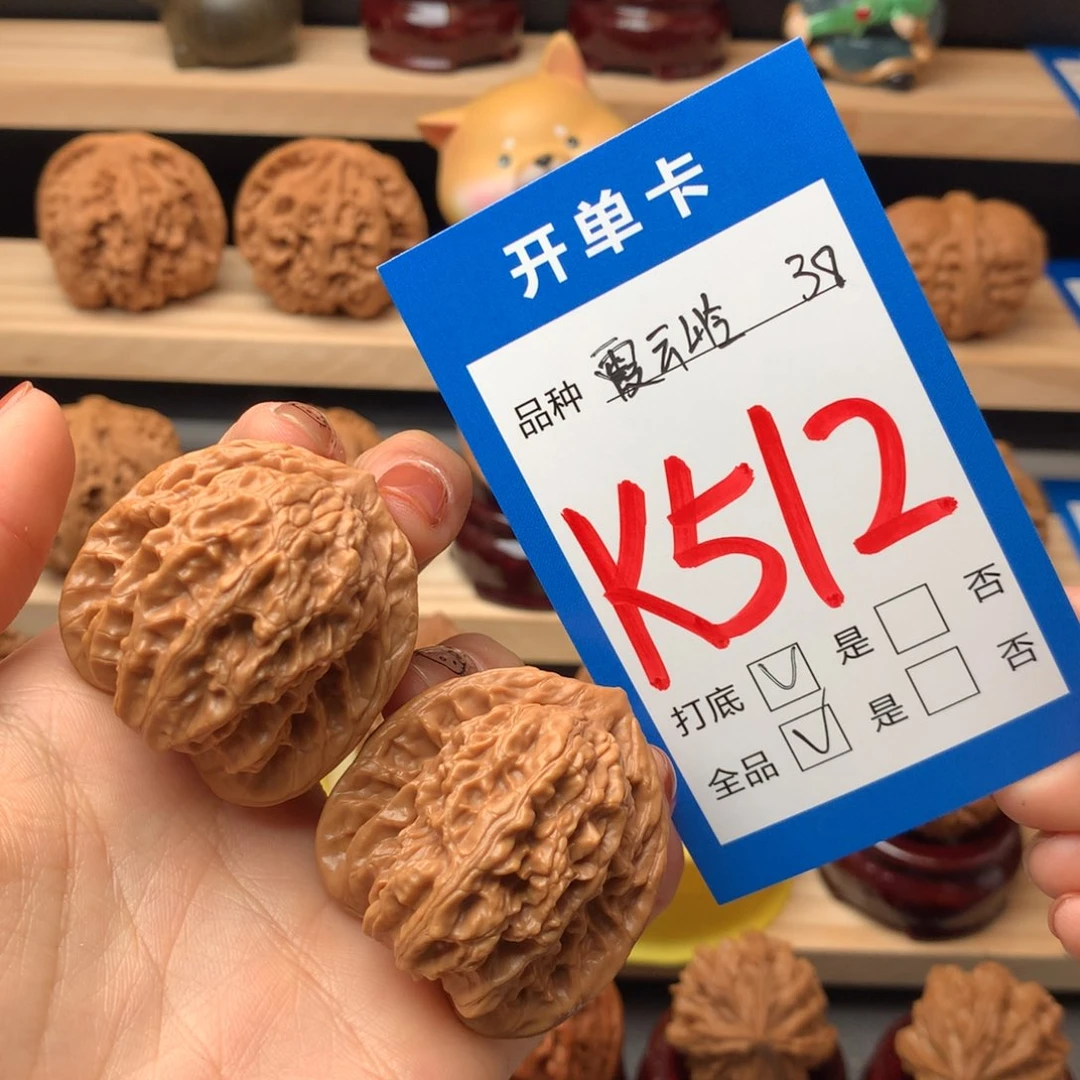 开单卡
品种 霞云岭 38
K512
打底 ☑ 是 ☐ 否
全品 ☑ 是 ☐ 否